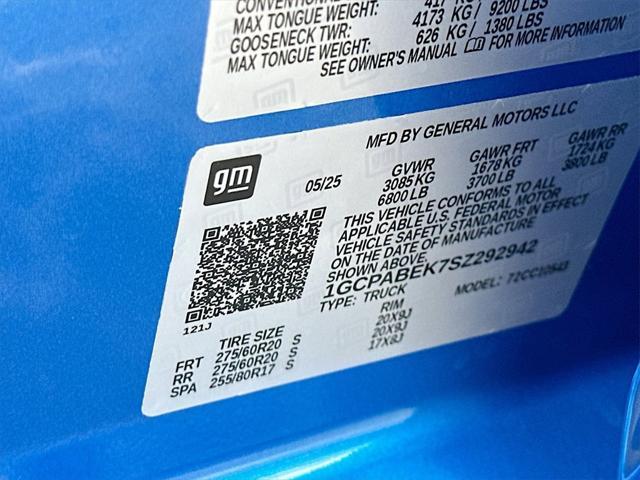 CONVENTIONAL
417 KG
MAX TONGUE WEIGHT: 4173 KG / 9200 LBS
GOOSENECK TWR: 626 KG / 1380 LBS
MAX TONGUE WEIGHT:
SEE OWNER'S MANUAL FOR MORE INFORMATION
MFD BY GENERAL MOTORS LLC
gm
05/25
GVWR GAWR FRT GAWR RR
3085 KG 1678 KG 1724 KG
6800 LB 3700 LB 3800 LB
THIS VEHICLE CONFORMS TO ALL
APPLICABLE U.S. FEDERAL MOTOR
VEHICLE SAFETY STANDARDS IN EFFECT
ON THE DATE OF MANUFACTURE
SHOWN ABOVE.
1GCPABEK7SZ292942
TYPE: TRUCK MODEL:
121J
TIRE SIZE RIM
FRT 275/60R20 S 20X9J
RR 275/60R20 S 20X9J
SPA 255/80R17 S 17X8J